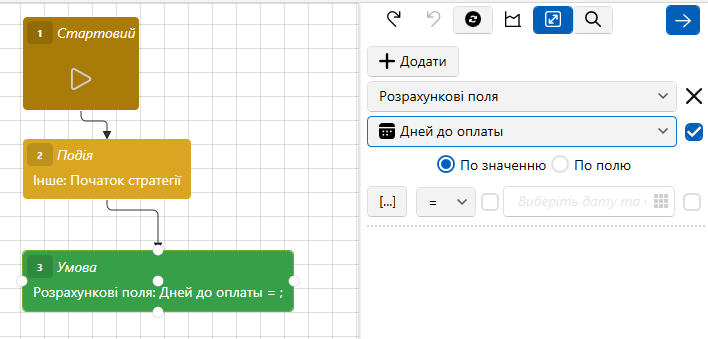 1 Стартовий
2 Подія
Інше: Початок стратегії
3 Умова
Розрахункові поля: Дней до оплаты = ;
Додати
Розрахункові поля
Дней до оплаты
По значенню По полю
[...] = Виберіть дату та